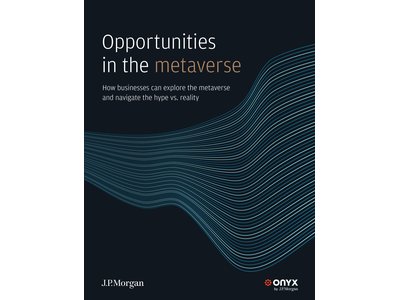 Opportunities
in the metaverse
How businesses can explore the metaverse
and navigate the hype vs. reality
J.P.Morgan
ONYX
by J.P.Morgan